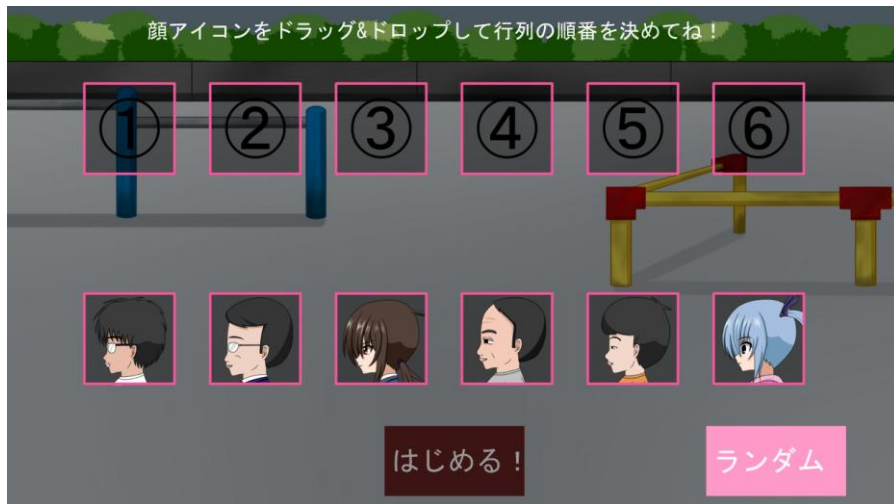 顔アイコンをドラッグ&ドロップして行列の順番を決めてね！
① ② ③ ④ ⑤ ⑥
はじめる！
ランダム